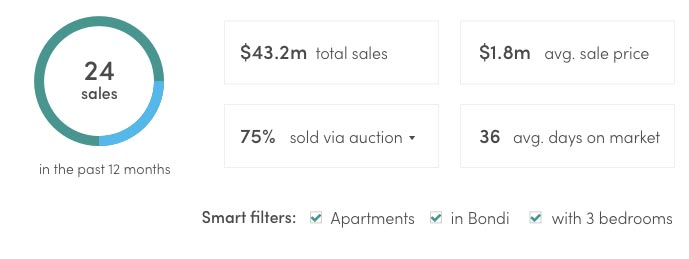 24
sales
in the past 12 months
$43.2m total sales
$1.8m avg. sale price
75% sold via auction
36 avg. days on market
Smart filters: Apartments in Bondi with 3 bedrooms